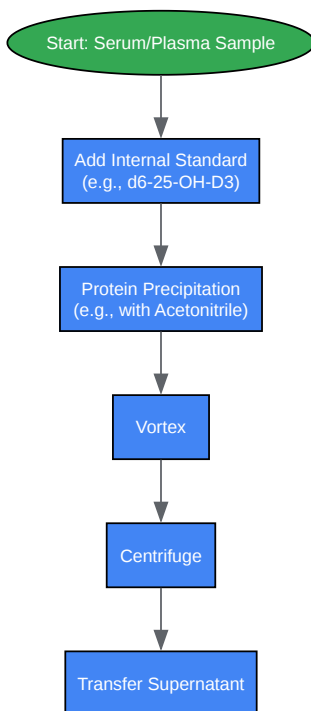 Start: Serum/Plasma Sample
Add Internal Standard
(e.g., d6-25-OH-D3)
Protein Precipitation
(e.g., with Acetonitrile)
Vortex
Centrifuge
Transfer Supernatant